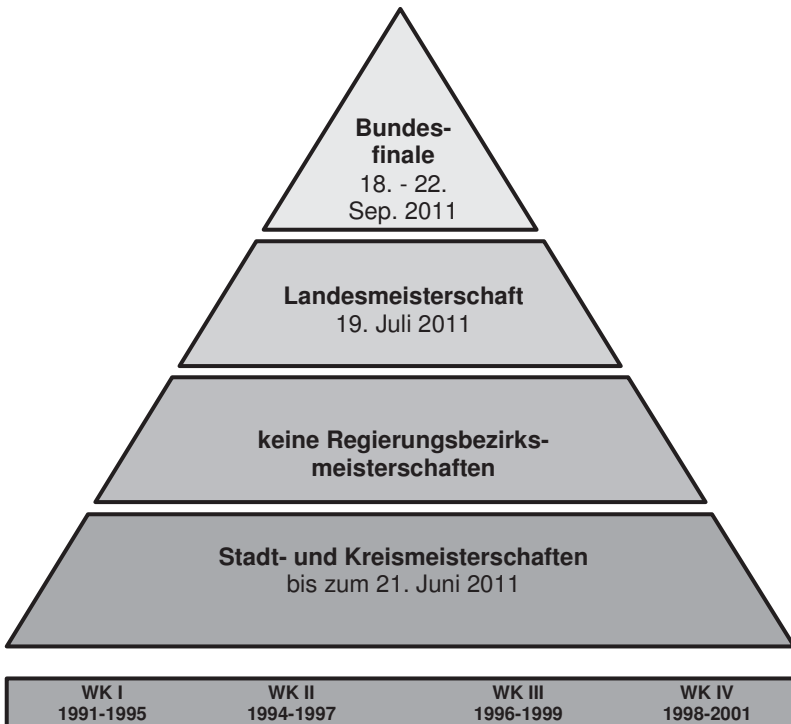 Bundes-
finale
18. - 22.
Sep. 2011
Landesmeisterschaft
19. Juli 2011
keine Regierungsbezirks-
meisterschaften
Stadt- und Kreismeisterschaften
bis zum 21. Juni 2011
WK I WK II WK III WK IV
1991-1995 1994-1997 1996-1999 1998-2001